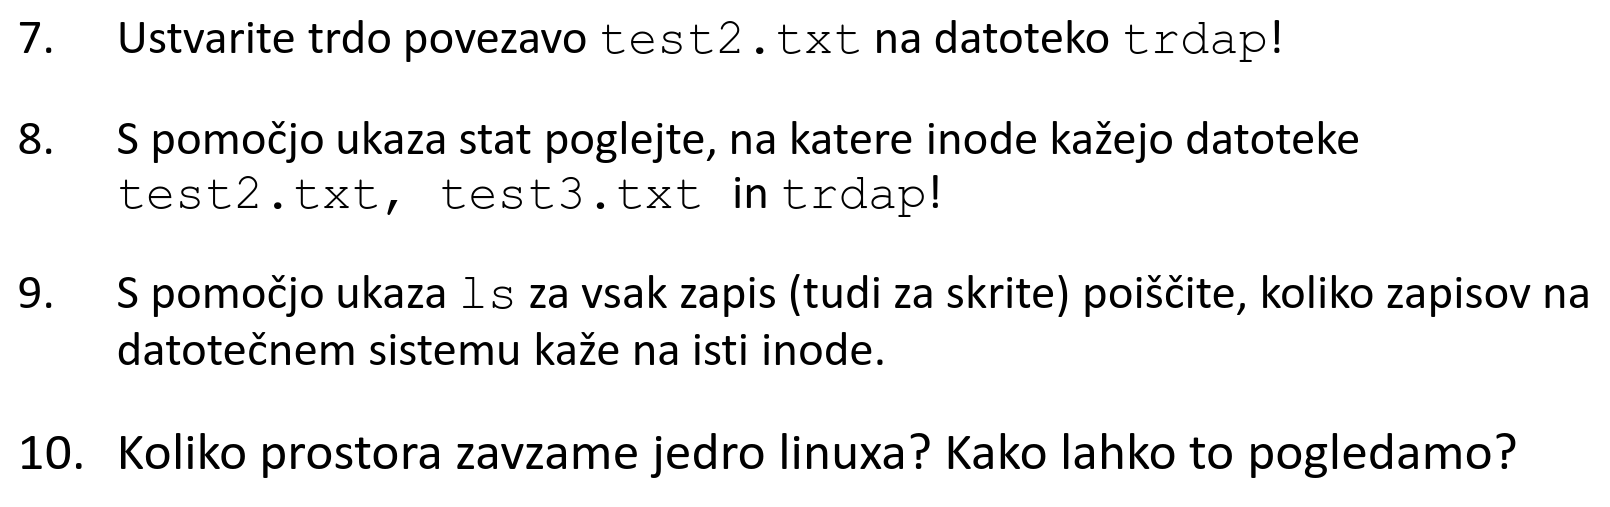 7. Ustvarite trdo povezavo test2.txt na datoteko trdap!
8. S pomočjo ukaza stat poglejte, na katere inode kažejo datoteke
test2.txt, test3.txt in trdap!
9. S pomočjo ukaza ls za vsak zapis (tudi za skrite) poiščite, koliko zapisov na
datotečnem sistemu kaže na isti inode.
10. Koliko prostora zavzame jedro linuxa? Kako lahko to pogledamo?